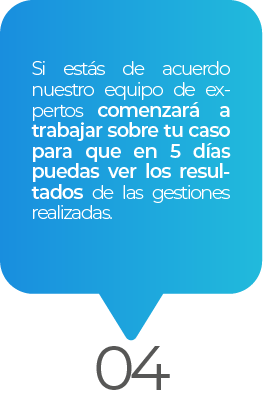 Si estás de acuerdo
nuestro equipo de ex-
pertos comenzará a
trabajar sobre tu caso
para que en 5 días
puedas ver los resul-
tados de las gestiones
realizadas.
04